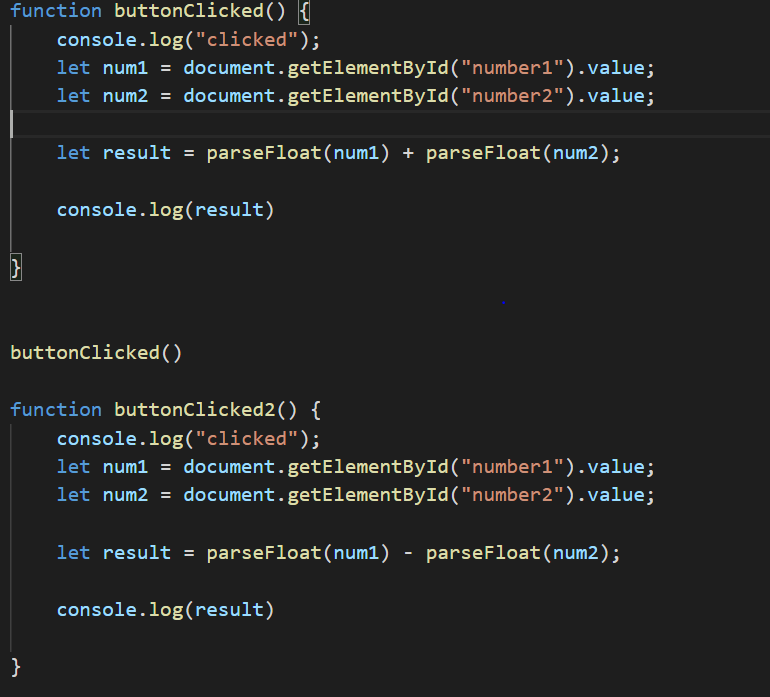 function buttonClicked() {
    console.log("clicked");
    let num1 = document.getElementById("number1").value;
    let num2 = document.getElementById("number2").value;
    let result = parseFloat(num1) + parseFloat(num2);
    console.log(result)
}
buttonClicked()
function buttonClicked2() {
    console.log("clicked");
    let num1 = document.getElementById("number1").value;
    let num2 = document.getElementById("number2").value;
    let result = parseFloat(num1) - parseFloat(num2);
    console.log(result)
}